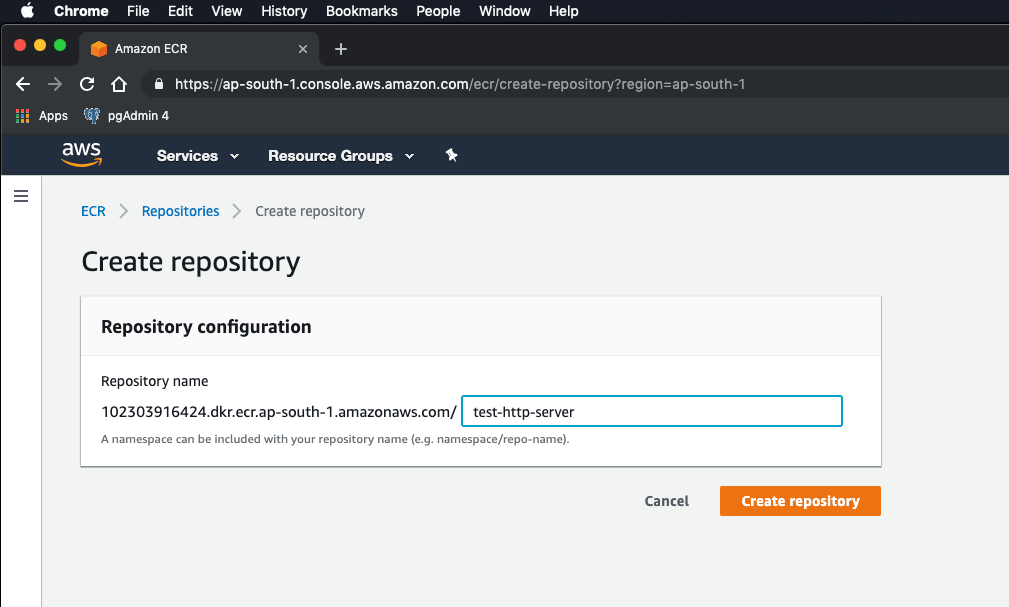 Chrome File Edit View History Bookmarks People Window Help
Amazon ECR
https://ap-south-1.console.aws.amazon.com/ecr/create-repository?region=ap-south-1
Apps pgAdmin 4
aws Services Resource Groups
ECR Repositories Create repository
Create repository
Repository configuration
Repository name
102303916424.dkr.ecr.ap-south-1.amazonaws.com/ test-http-server
A namespace can be included with your repository name (e.g. namespace/repo-name).
Cancel Create repository